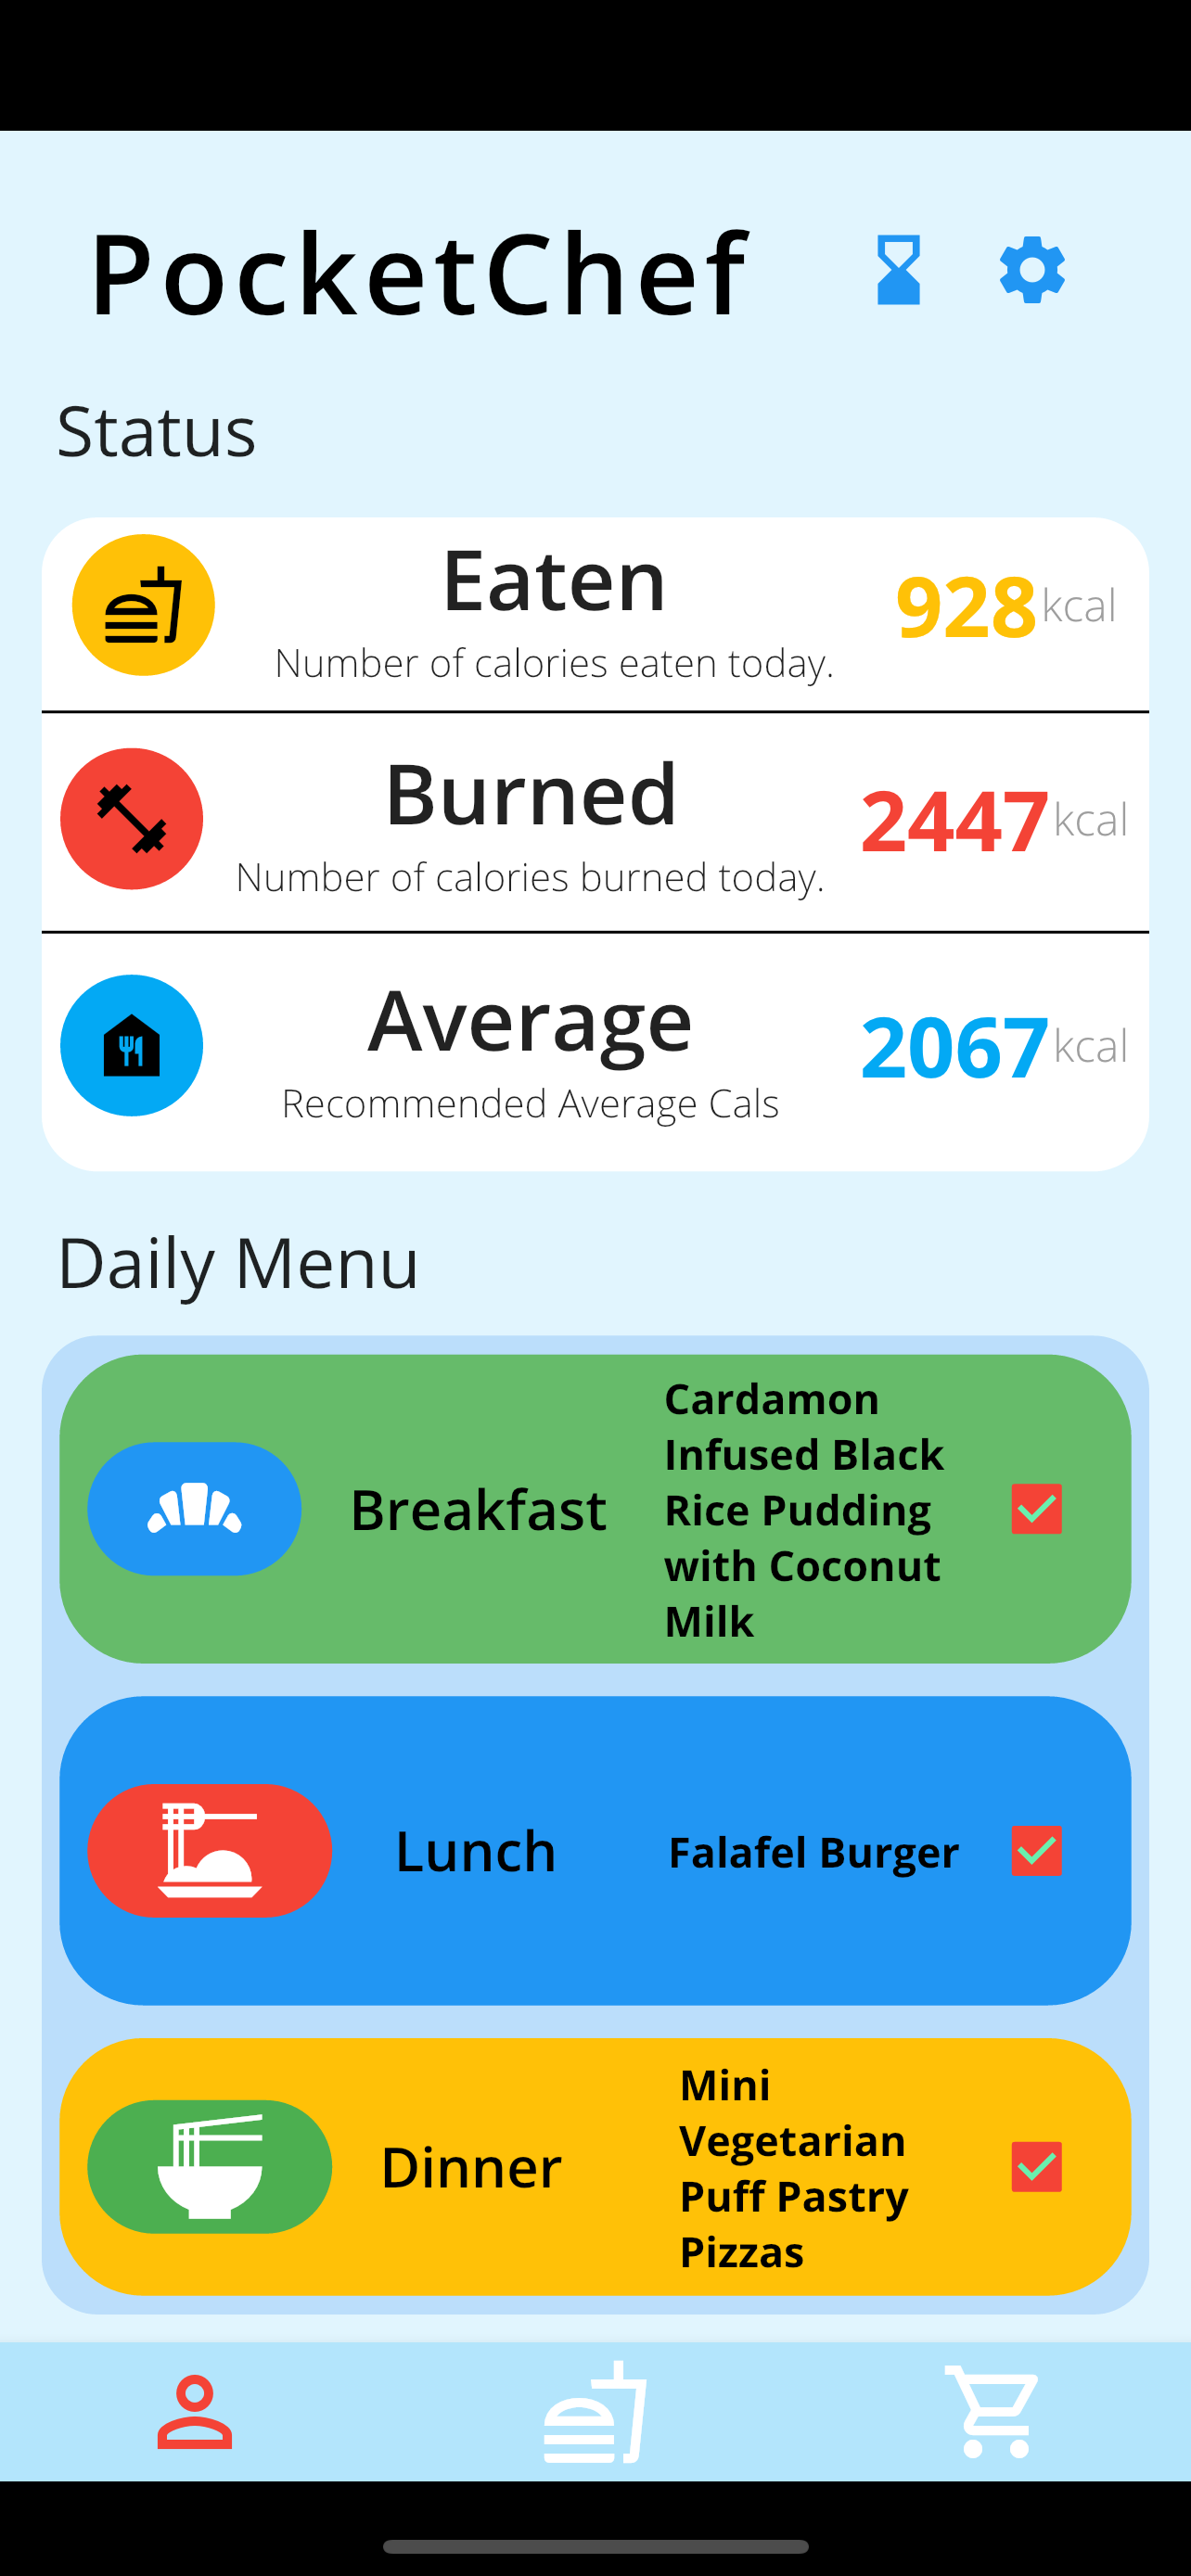 PocketChef
Status
Eaten
Number of calories eaten today.
928 kcal
Burned
Number of calories burned today.
2447 kcal
Average
Recommended Average Cals
2067 kcal
Daily Menu
Breakfast
Cardamon
Infused Black
Rice Pudding
with Coconut
Milk
Lunch
Falafel Burger
Dinner
Mini
Vegetarian
Puff Pastry
Pizzas